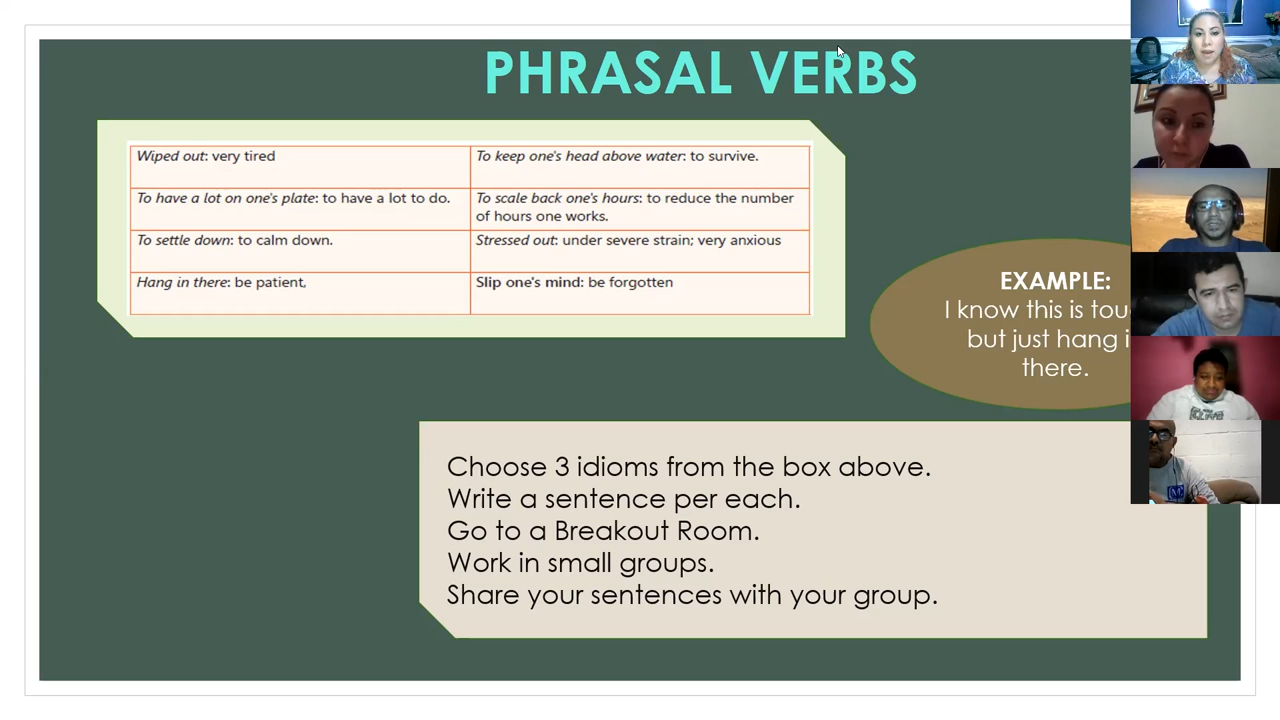 PHRASAL VERBS
Wiped out: very tired
To keep one's head above water: to survive.
To have a lot on one's plate: to have a lot to do.
To scale back one's hours: to reduce the number
of hours one works.
To settle down: to calm down.
Stressed out: under severe strain; very anxious
Hang in there: be patient,
Slip one's mind: be forgotten
EXAMPLE:
I know this is
but just hang
there.
Choose 3 idioms from the box above.
Write a sentence per each.
Go to a Breakout Room.
Work in small groups.
Share your sentences with your group.